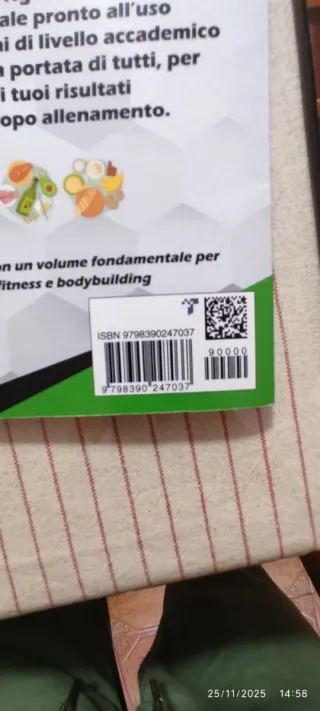 ale pronto all'uso
ni di livello accademico
a portata di tutti, per
i tuoi risultati
opo allenamento.
on un volume fondamentale per
fitness e bodybuilding
ISBN 9798390247037
90000
9 798390 247037
25/11/2025 14:58